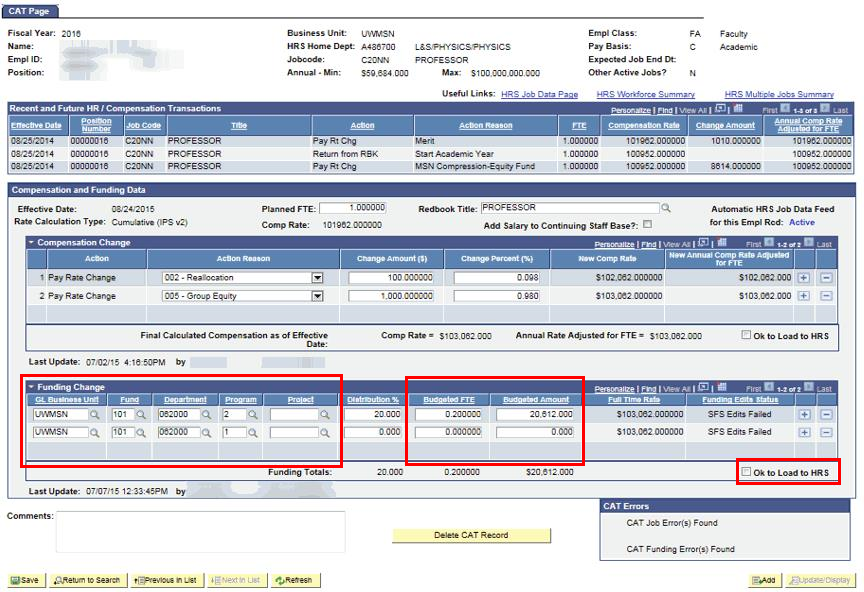 CAT Page
Fiscal Year: 2016 Business Unit: UWMSN Empl Class: FA Faculty
Name: HRS Home Dept: A486700 L&S/PHYSICS/PHYSICS Pay Basis: C Academic
Empl ID: Jobcode: C20NN PROFESSOR Expected Job End Dt:
Position: Annual - Min: $59,684.000 Max: $100,000,000.000 Other Active Jobs? N
Useful Links: HRS Job Data Page HRS Workforce Summary HRS Multiple Jobs Summary
Recent and Future HR / Compensation Transactions Personalize | Find | View All | First 1-3 of 3 Last
Effective Date Position Number Job Code Title Action Action Reason FTE Compensation Rate Change Amount Annual Comp Rate Adjusted for FTE
08/25/2014 00000016 C20NN PROFESSOR Pay Rt Chg Merit 1.000000 101962.000000 1010.000000 101962.000000
08/25/2014 00000016 C20NN PROFESSOR Return from RBK Start Academic Year 1.000000 100952.000000 100952.000000
08/25/2014 00000016 C20NN PROFESSOR Pay Rt Chg MSN Compression-Equity Fund 1.000000 100952.000000 8614.000000 100952.000000
Compensation and Funding Data
Effective Date: 08/24/2015 Planned FTE: 1.000000 Redbook Title: PROFESSOR Automatic HRS Job Data Feed
Rate Calculation Type: Cumulative (IPS v2) Comp Rate: 101962.000000 Add Salary to Continuing Staff Base?: for this Empl Rcd: Active
Compensation Change Personalize | Find | View All | First 1-2 of 2 Last
Action Action Reason Change Amount ($) Change Percent (%) New Comp Rate New Annual Comp Rate Adjusted for FTE
1 Pay Rate Change 002 - Reallocation 100.000000 0.098 $102,062.000000 $102,062.000 + -
2 Pay Rate Change 005 - Group Equity 1,000.000000 0.980 $103,062.000000 $103,062.000 + -
Final Calculated Compensation as of Effective Date: Comp Rate = $103,062.000 Annual Rate Adjusted for FTE = $103,062.000 Ok to Load to HRS
Last Update: 07/02/15 4:16:50PM by
Funding Change Personalize | Find | View All | First 1-2 of 2 Last
GL Business Unit Fund Department Program Project Distribution % Budgeted FTE Budgeted Amount Full Time Rate Funding Edits Status
UWMSN 101 062000 2 20.000 0.200000 20,612.000 $103,062.000000 SFS Edits Failed + -
UWMSN 101 062000 1 0.000 0.000000 0.000 $103,062.000000 SFS Edits Failed + -
Funding Totals: 20.000 0.200000 $20,612.000 Ok to Load to HRS
Last Update: 07/07/15 12:33:45PM by
CAT Errors
Comments: CAT Job Error(s) Found
Delete CAT Record
CAT Funding Error(s) Found
Save Return to Search Previous in List Next in List Refresh Add Update/Display